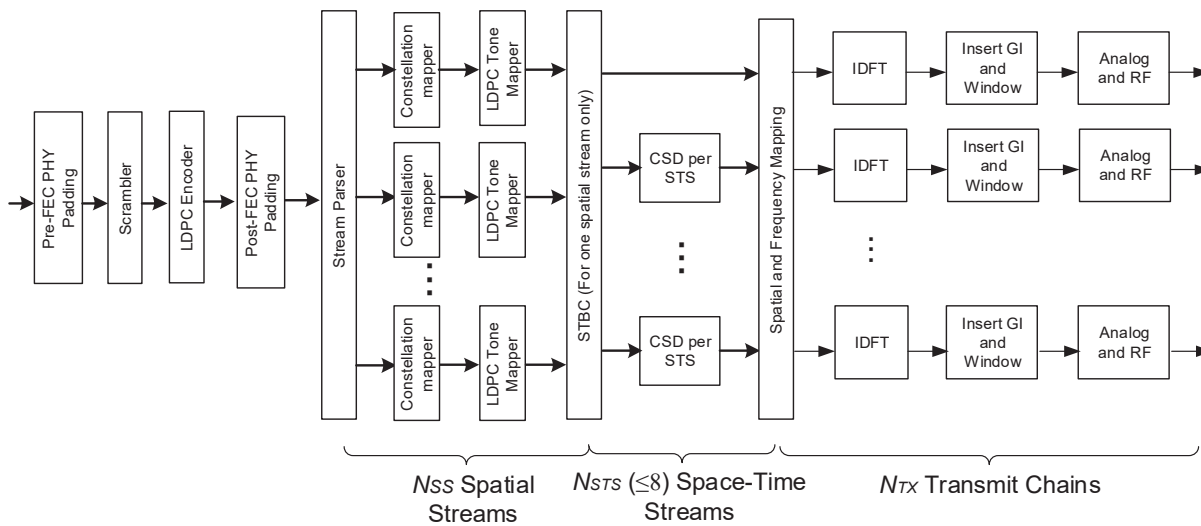 Pre-FEC PHY
Padding
Scrambler
LDPC Encoder
Post-FEC PHY
Padding
Stream Parser
Constellation
mapper
LDPC Tone
Mapper
Constellation
mapper
LDPC Tone
Mapper
Constellation
mapper
LDPC Tone
Mapper
STBC (For one spatial stream only)
CSD per
STS
CSD per
STS
Spatial and Frequency Mapping
IDFT
Insert GI
and
Window
Analog
and RF
IDFT
Insert GI
and
Window
Analog
and RF
IDFT
Insert GI
and
Window
Analog
and RF
NSS Spatial
Streams
NSTS (≤8) Space-Time
Streams
NTX Transmit Chains